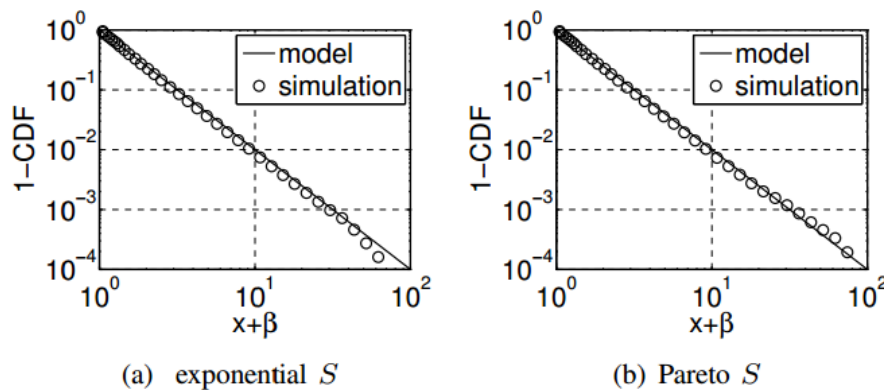 10^0
10^-1
10^-2
10^-3
10^-4
1-CDF
model
simulation
10^0 10^1 10^2
x+β
(a) exponential S
10^0
10^-1
10^-2
10^-3
10^-4
1-CDF
model
simulation
10^0 10^1 10^2
x+β
(b) Pareto S